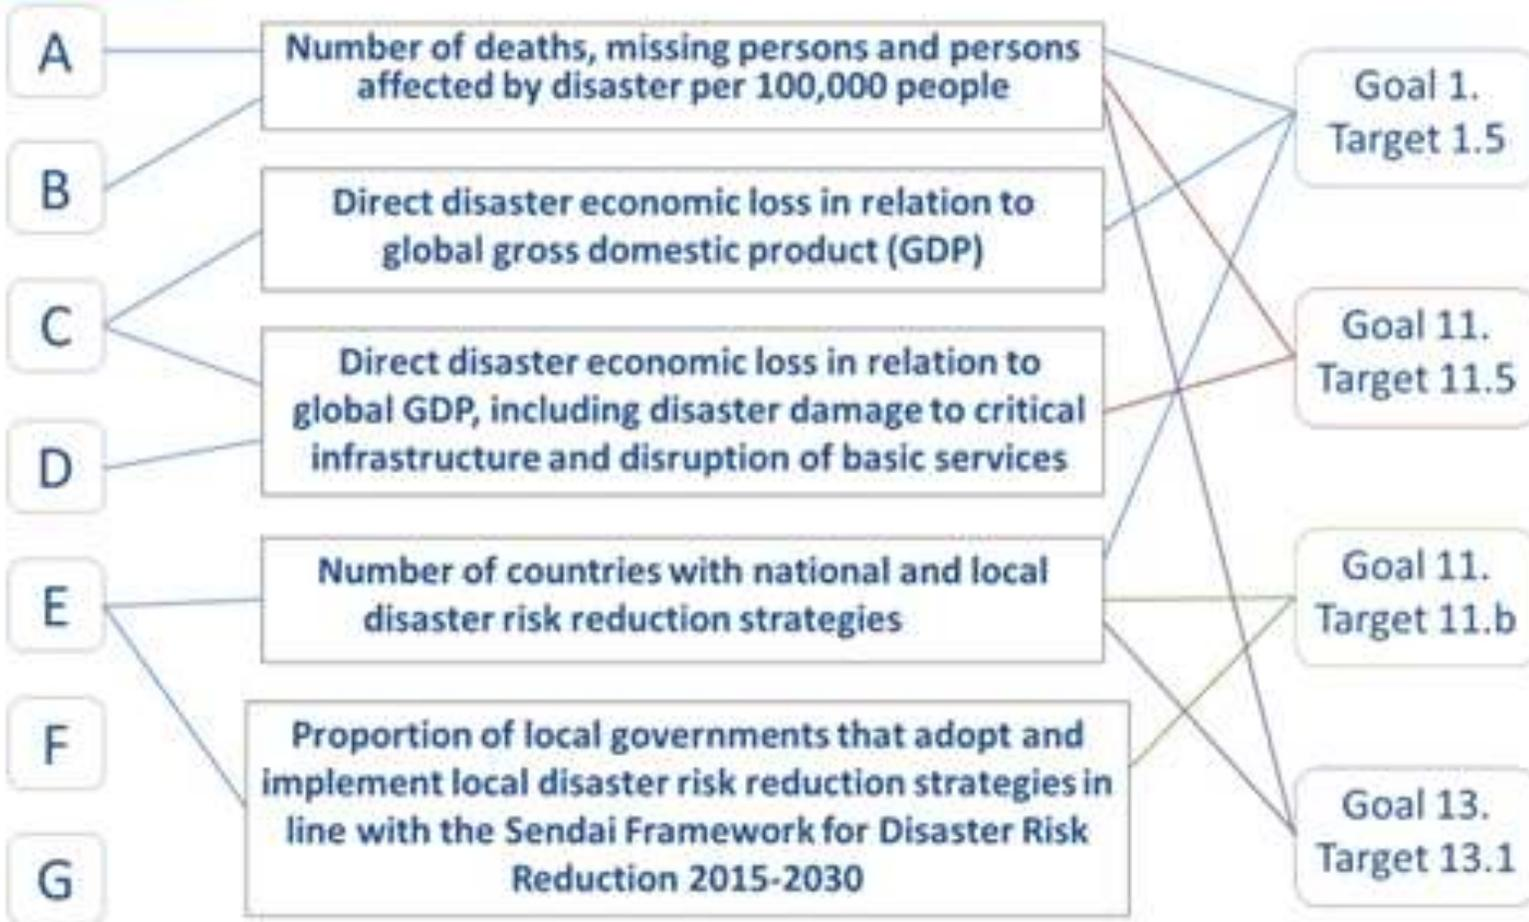 A
B
C
D
E
F
G
Number of deaths, missing persons and persons
affected by disaster per 100,000 people
Direct disaster economic loss in relation to
global gross domestic product (GDP)
Direct disaster economic loss in relation to
global GDP, including disaster damage to critical
infrastructure and disruption of basic services
Number of countries with national and local
disaster risk reduction strategies
Proportion of local governments that adopt and
implement local disaster risk reduction strategies in
line with the Sendai Framework for Disaster Risk
Reduction 2015-2030
Goal 1.
Target 1.5
Goal 11.
Target 11.5
Goal 11.
Target 11.b
Goal 13.
Target 13.1